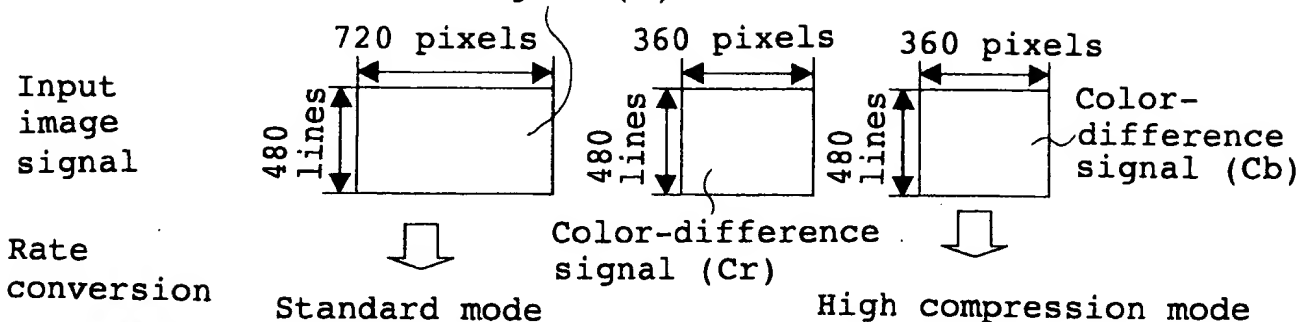 720 pixels
360 pixels
360 pixels
Input
image
signal
480
lines
480
lines
480
lines
Color-
difference
signal (Cb)
Color-difference
signal (Cr)
Rate
conversion
Standard mode
High compression mode